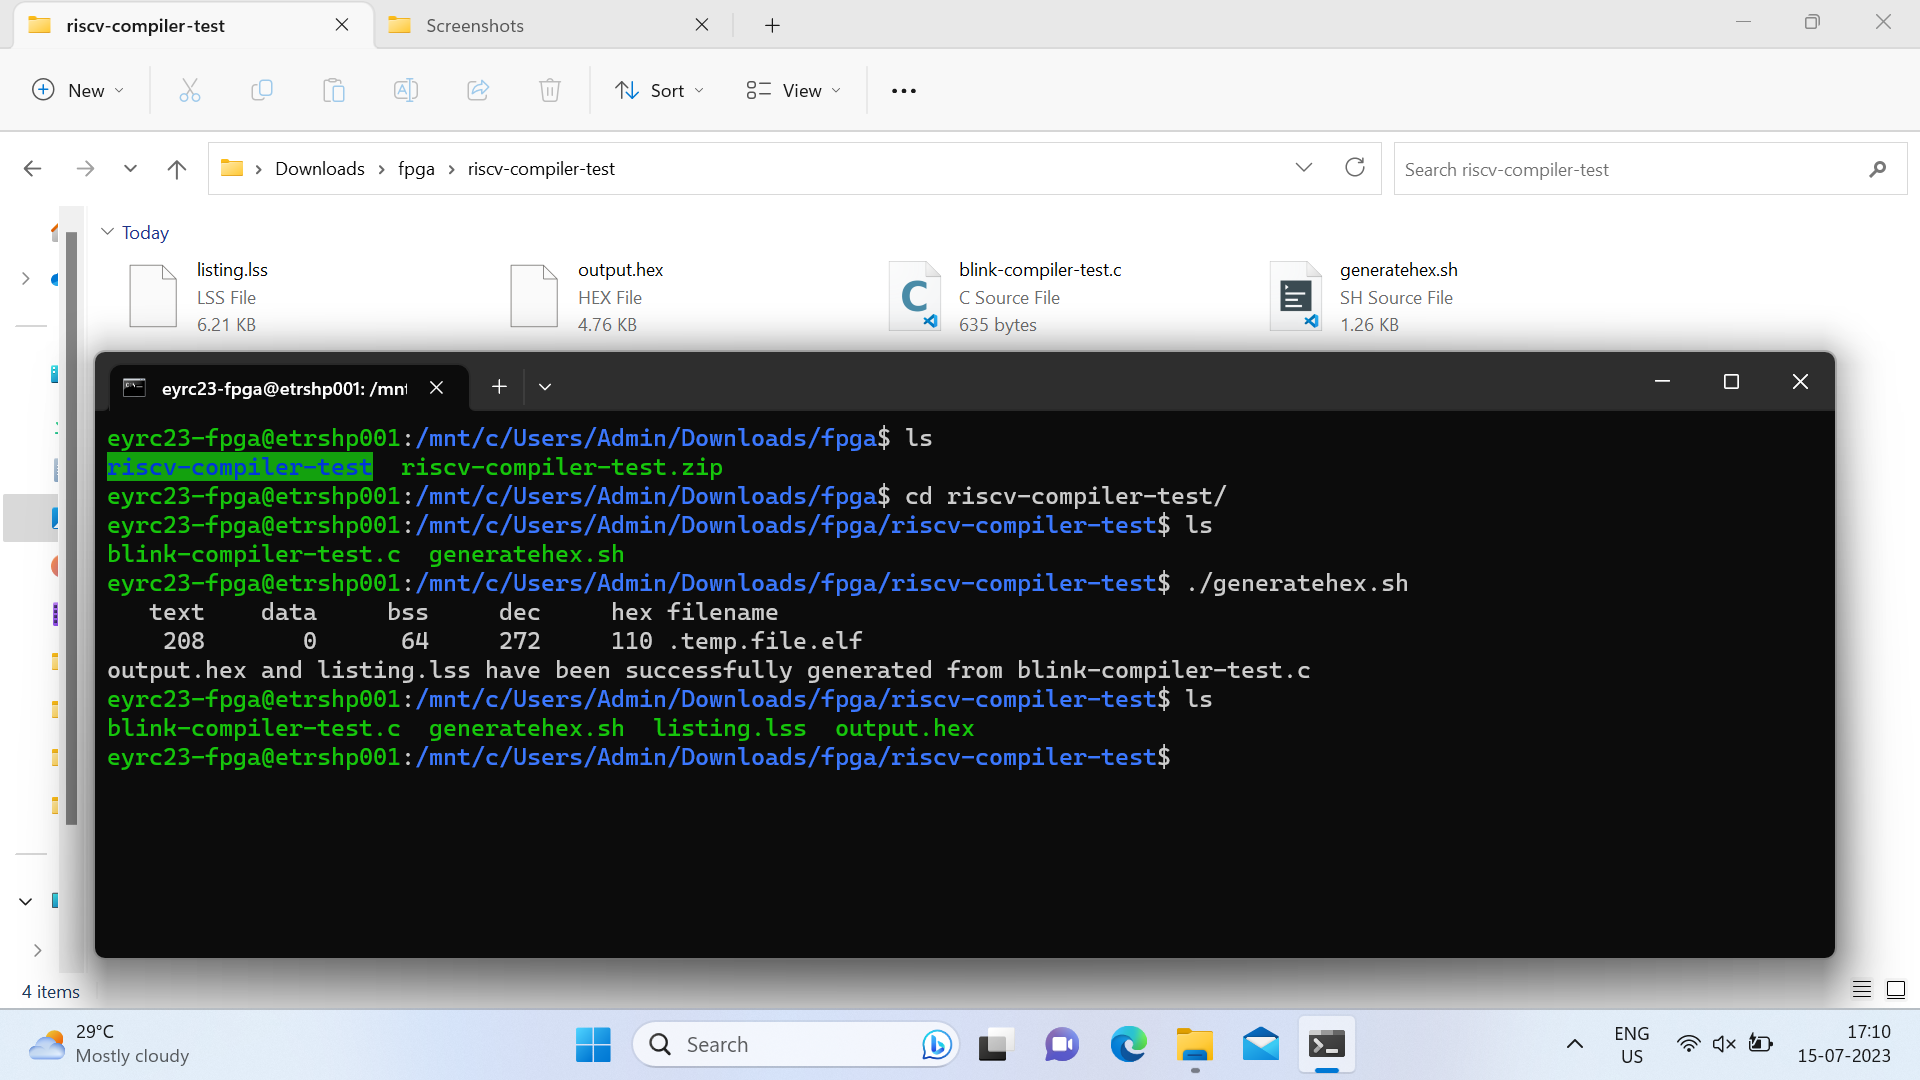 riscv-compiler-test
Screenshots
New
Sort
View
Downloads > fpga > riscv-compiler-test
Search riscv-compiler-test
Today
listing.lss
LSS File
6.21 KB
output.hex
HEX File
4.76 KB
blink-compiler-test.c
C Source File
635 bytes
generatehex.sh
SH Source File
1.26 KB
eyrc23-fpga@etrshp001: /mnt
eyrc23-fpga@etrshp001:/mnt/c/Users/Admin/Downloads/fpga$ ls
riscv-compiler-test  riscv-compiler-test.zip
eyrc23-fpga@etrshp001:/mnt/c/Users/Admin/Downloads/fpga$ cd riscv-compiler-test/
eyrc23-fpga@etrshp001:/mnt/c/Users/Admin/Downloads/fpga/riscv-compiler-test$ ls
blink-compiler-test.c  generatehex.sh
eyrc23-fpga@etrshp001:/mnt/c/Users/Admin/Downloads/fpga/riscv-compiler-test$ ./generatehex.sh
   text    data     bss     dec     hex filename
    208       0      64     272     110 .temp.file.elf
output.hex and listing.lss have been successfully generated from blink-compiler-test.c
eyrc23-fpga@etrshp001:/mnt/c/Users/Admin/Downloads/fpga/riscv-compiler-test$ ls
blink-compiler-test.c  generatehex.sh  listing.lss  output.hex
eyrc23-fpga@etrshp001:/mnt/c/Users/Admin/Downloads/fpga/riscv-compiler-test$
4 items
29°C
Mostly cloudy
Search
ENG
US
17:10
15-07-2023